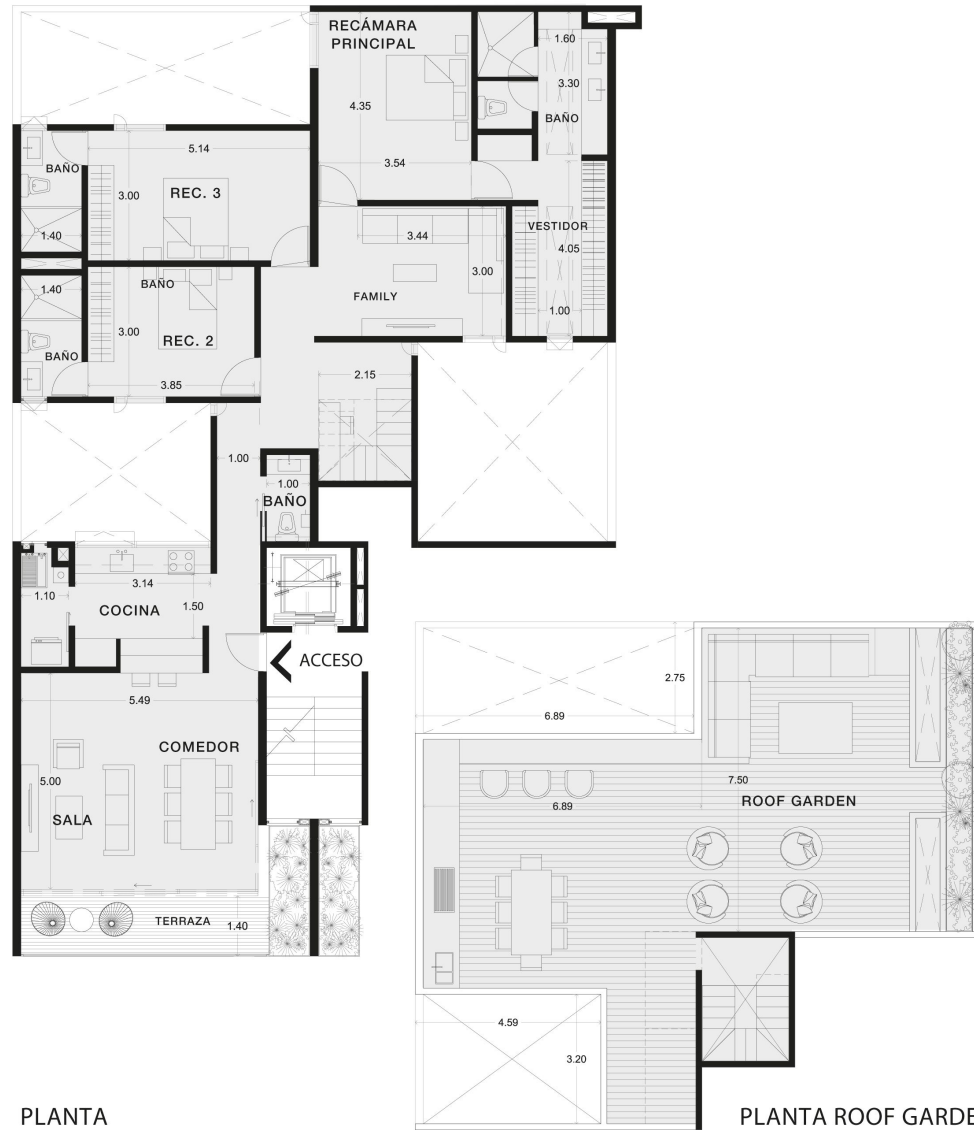 RECÁMARA
PRINCIPAL
1.60
3.30
BAÑO
4.35
3.54
5.14
BAÑO
REC. 3
3.00
1.40
VESTIDOR
4.05
1.00
3.44
3.00
FAMILY
1.40
BAÑO
3.00
REC. 2
BAÑO
3.85
2.15
1.00
1.00
BAÑO
3.14
1.10
1.50
COCINA
ACCESO
5.49
COMEDOR
5.00
SALA
TERRAZA
1.40
2.75
6.89
7.50
6.89
ROOF GARDEN
4.59
3.20
PLANTA
PLANTA ROOF GARDE